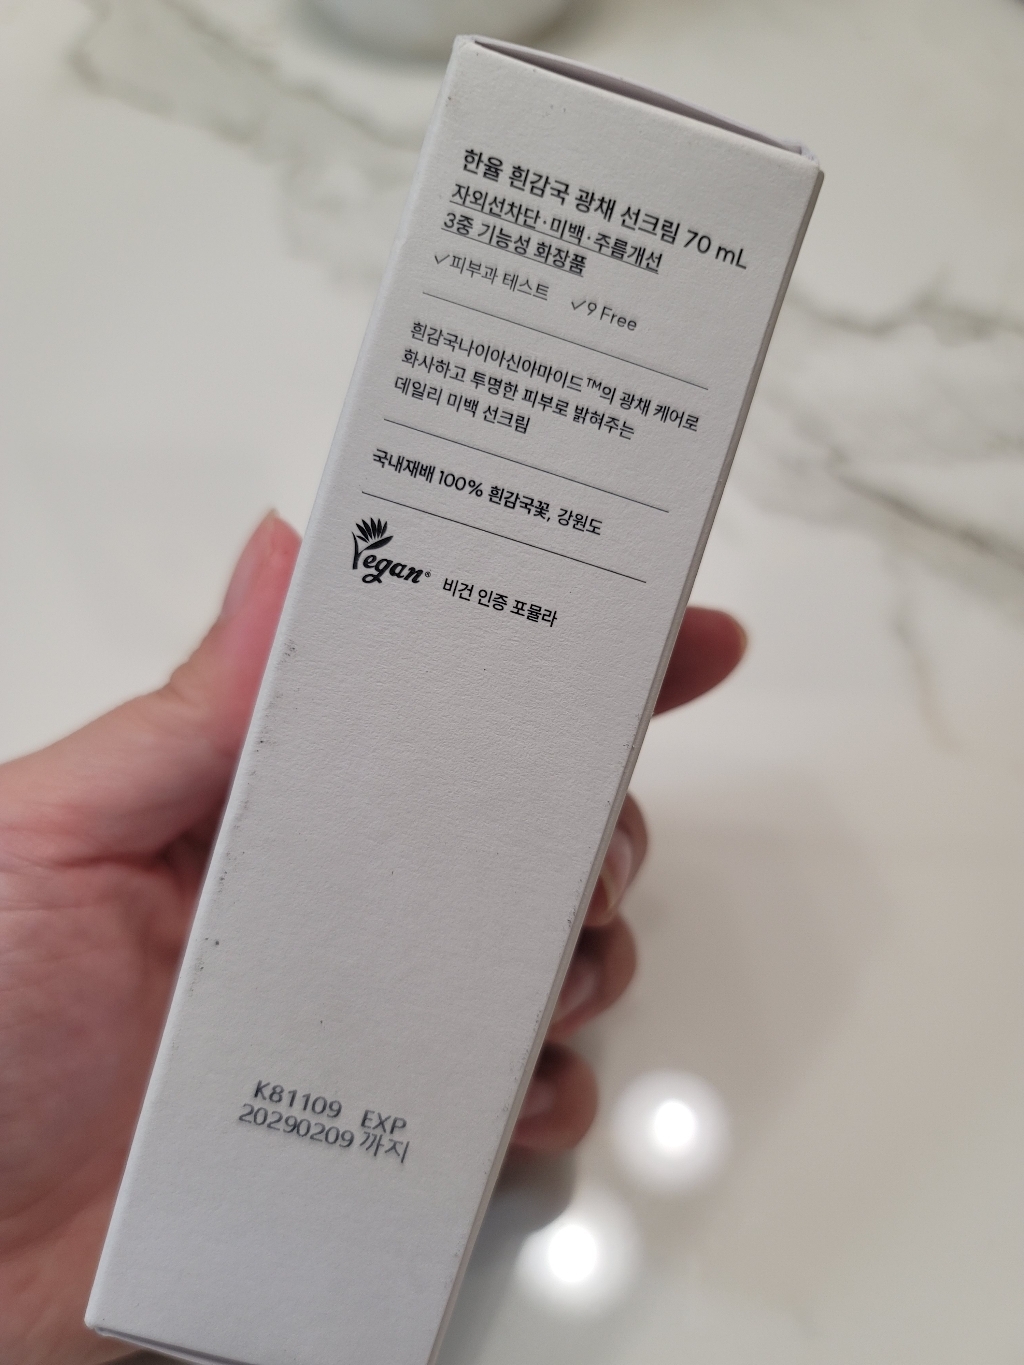 한율 흰감국 광채 선크림 70 mL
자외선차단·미백·주름개선
3중 기능성 화장품
✓피부과 테스트 ✓9 Free
흰감국나이아신아마이드™의 광채 케어로
화사하고 투명한 피부로 밝혀주는
데일리 미백 선크림
국내재배 100% 흰감국꽃, 강원도
Vegan® 비건 인증 포뮬라
K81109 EXP
20290209 까지